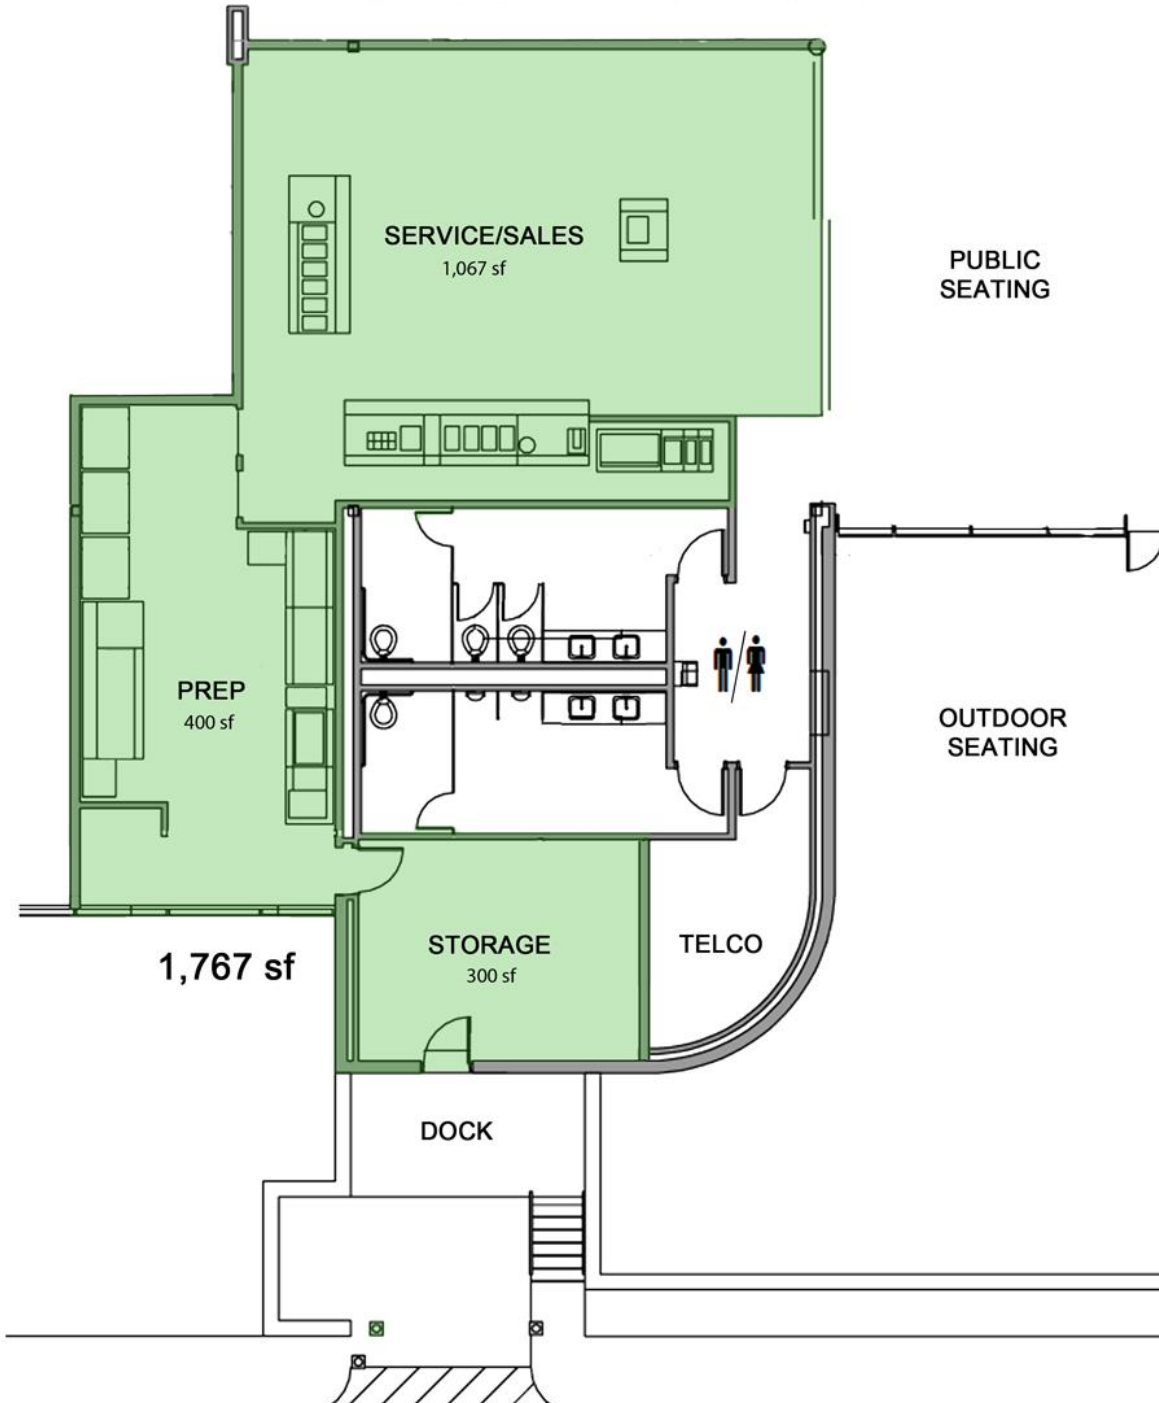 SERVICE/SALES
1,067 sf
PUBLIC
SEATING
PREP
400 sf
OUTDOOR
SEATING
STORAGE
300 sf
TELCO
1,767 sf
DOCK